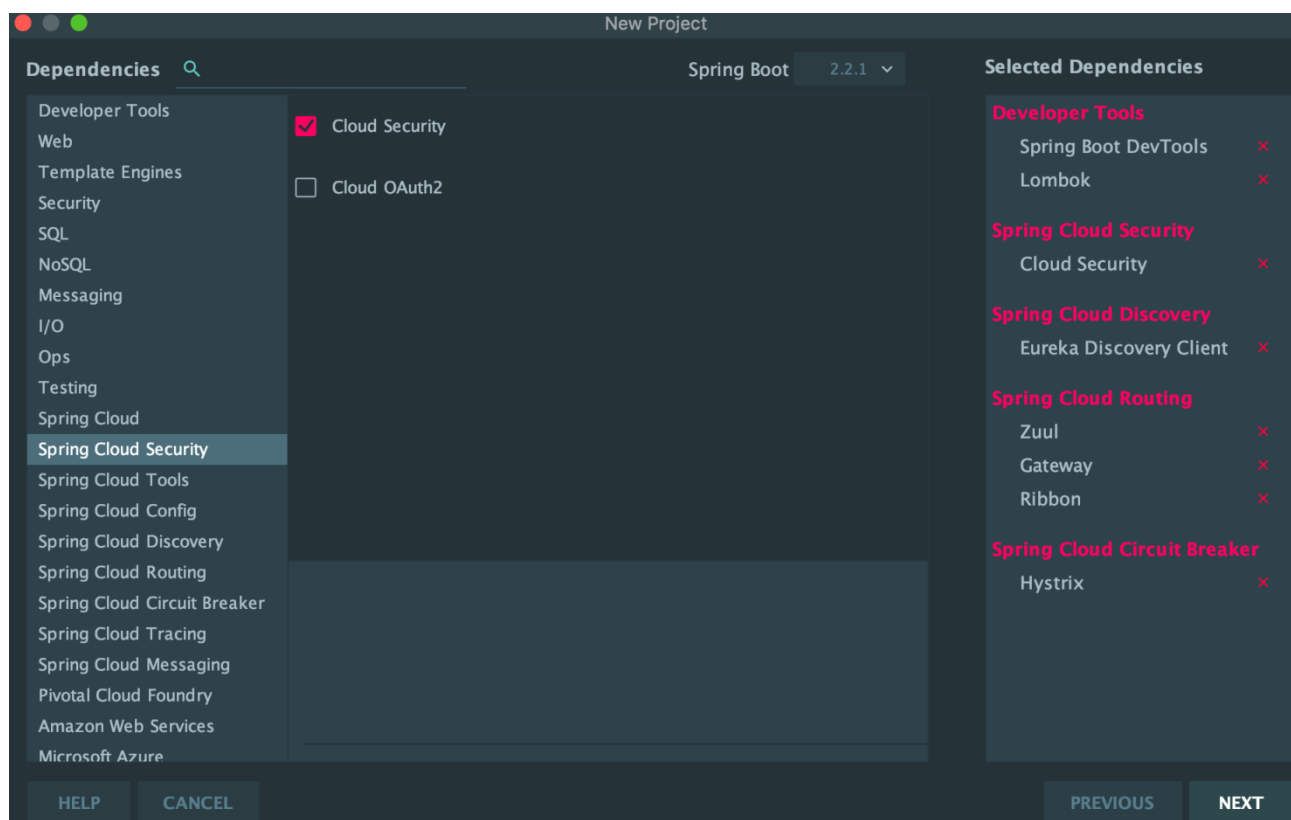 New Project
Dependencies
Spring Boot 2.2.1
Developer Tools
Web
Template Engines
Security
SQL
NoSQL
Messaging
I/O
Ops
Testing
Spring Cloud
Spring Cloud Security
Spring Cloud Tools
Spring Cloud Config
Spring Cloud Discovery
Spring Cloud Routing
Spring Cloud Circuit Breaker
Spring Cloud Tracing
Spring Cloud Messaging
Pivotal Cloud Foundry
Amazon Web Services
Microsoft Azure
Cloud Security
Cloud OAuth2
Selected Dependencies
Developer Tools
Spring Boot DevTools
Lombok
Spring Cloud Security
Cloud Security
Spring Cloud Discovery
Eureka Discovery Client
Spring Cloud Routing
Zuul
Gateway
Ribbon
Spring Cloud Circuit Breaker
Hystrix
HELP
CANCEL
PREVIOUS
NEXT